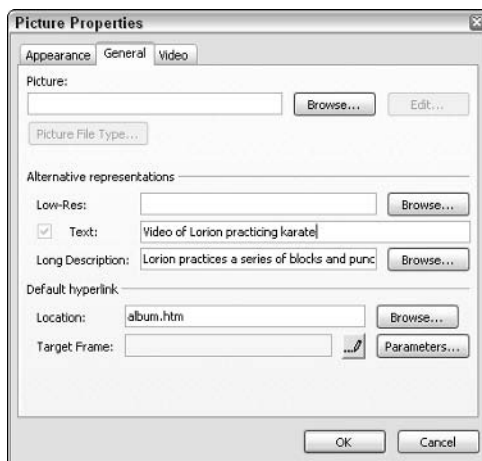 Picture Properties
Appearance General Video
Picture:
Browse... Edit...
Picture File Type...
Alternative representations
Low-Res: Browse...
Text: Video of Lorion practicing karate
Long Description: Lorion practices a series of blocks and punc Browse...
Default hyperlink
Location: album.htm Browse...
Target Frame: ... Parameters...
OK Cancel